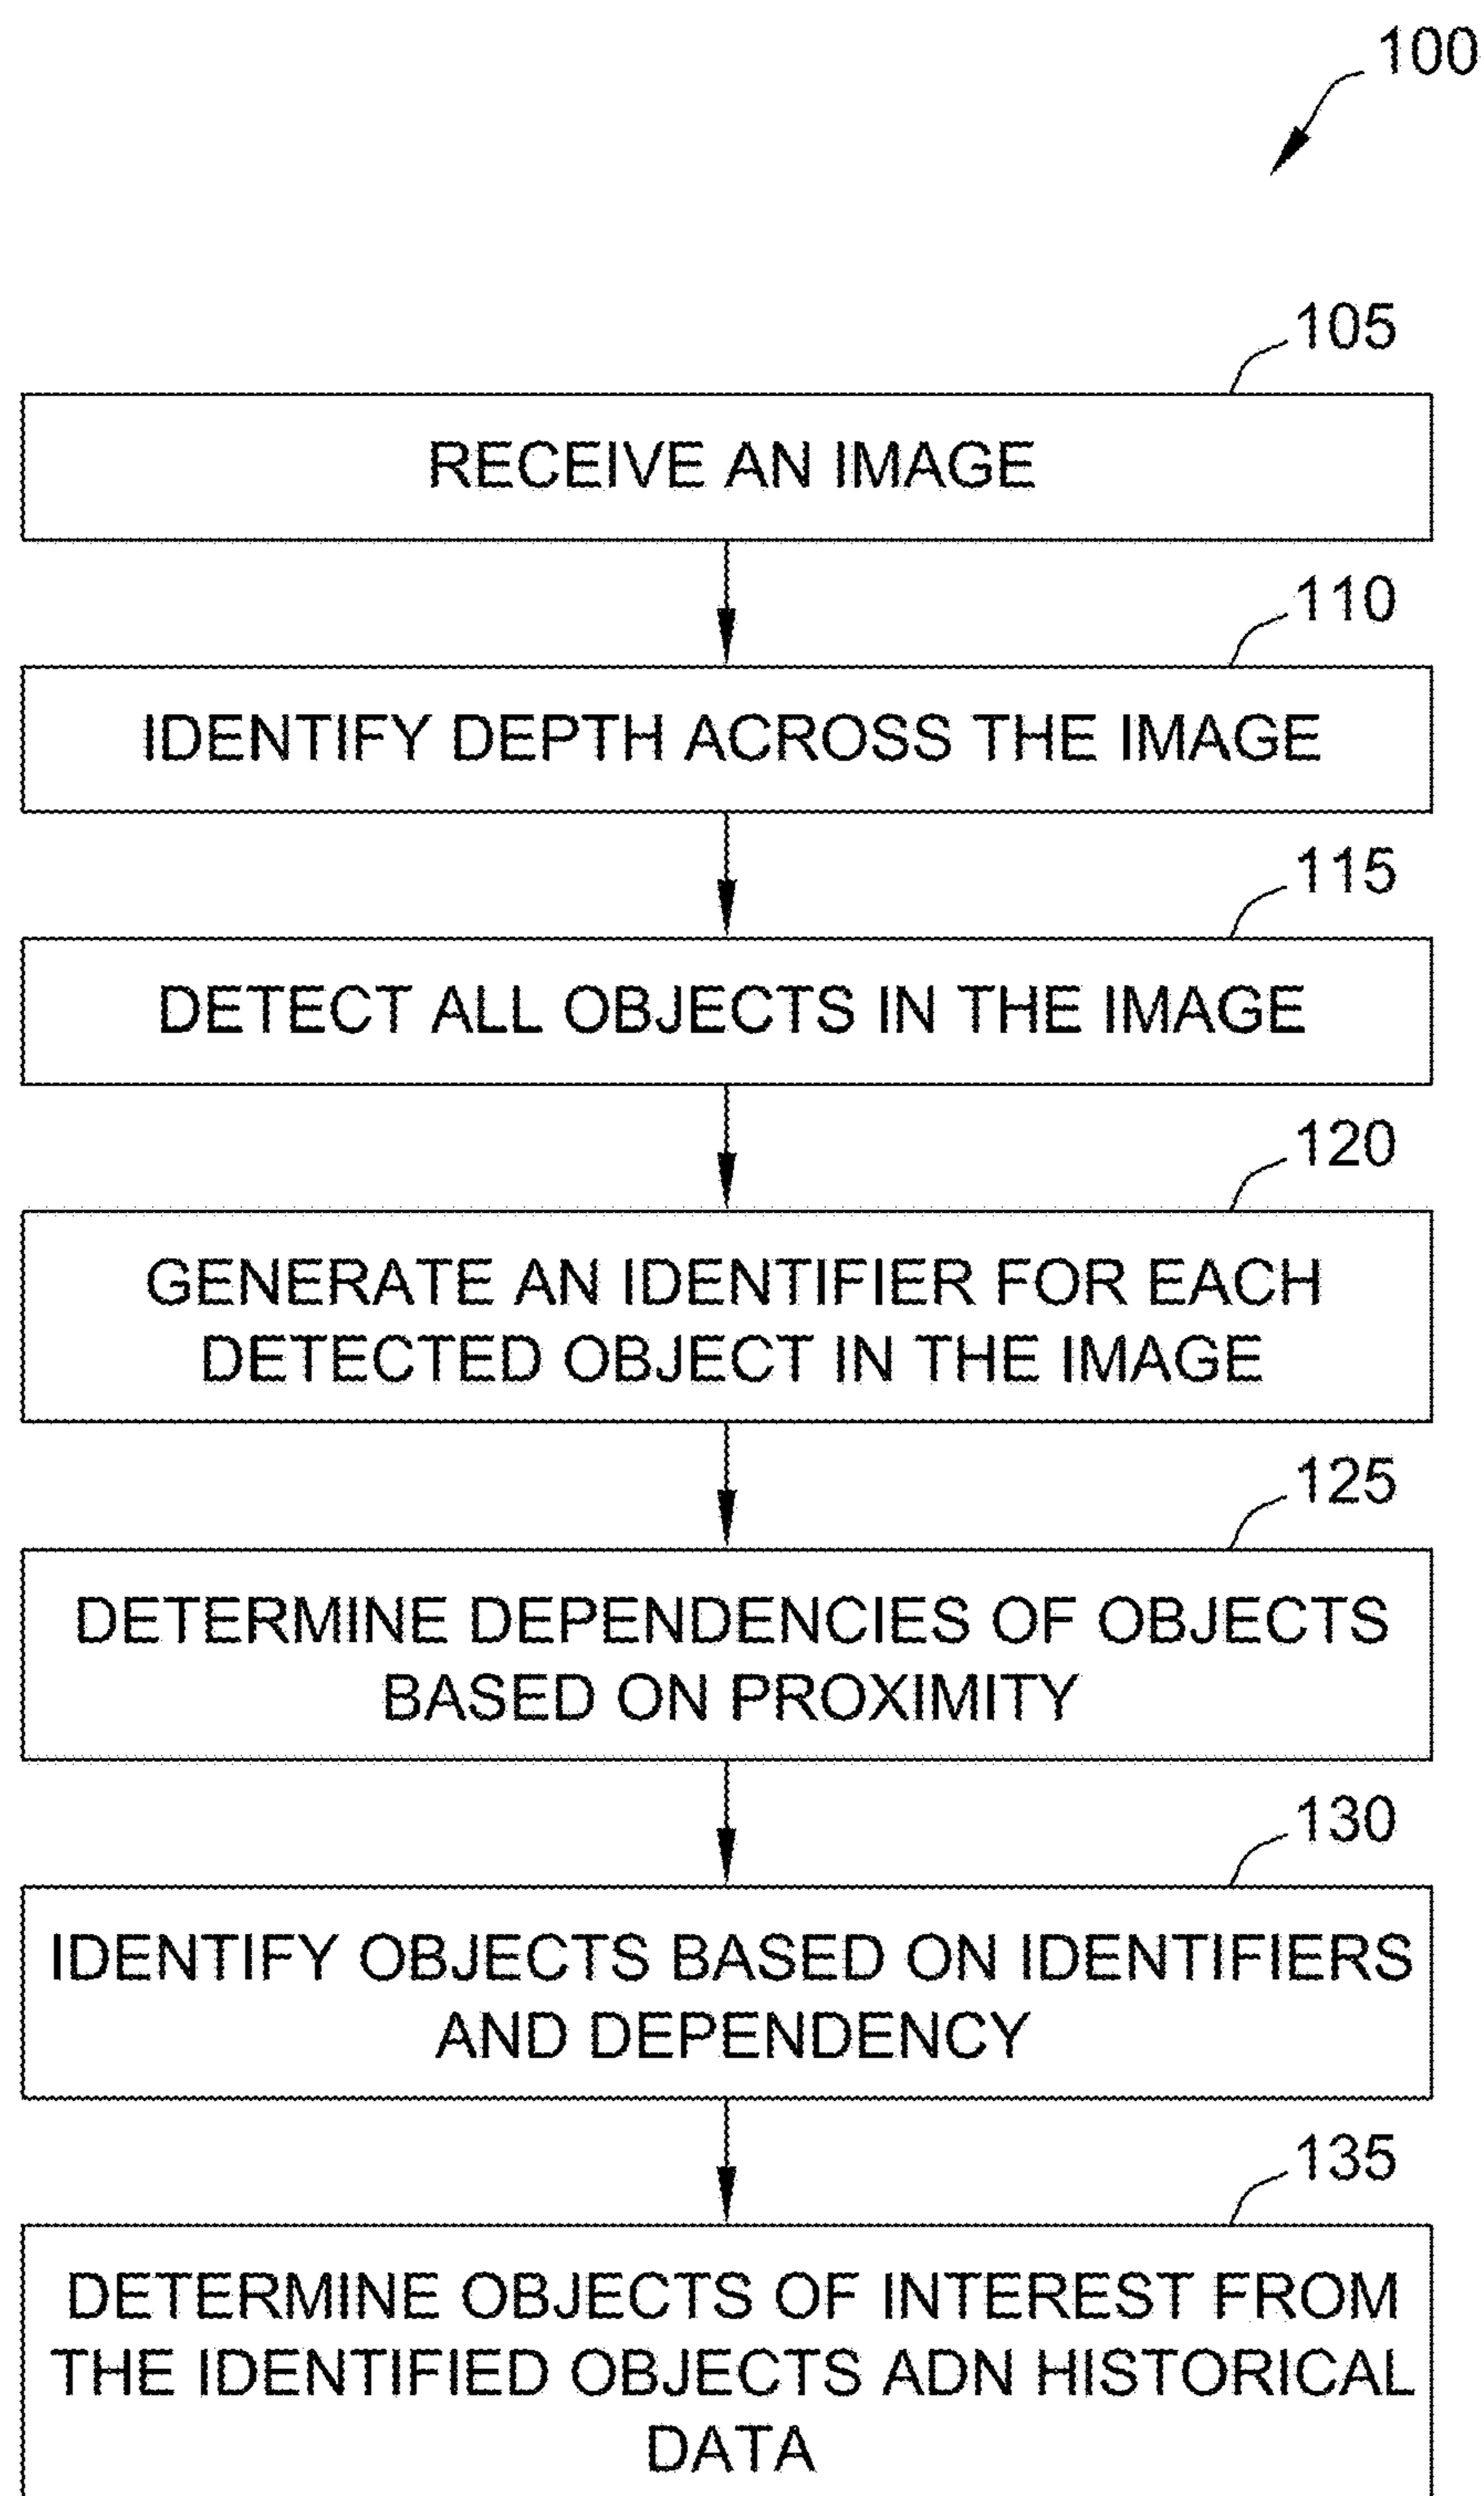 100
105
RECEIVE AN IMAGE
110
IDENTIFY DEPTH ACROSS THE IMAGE
115
DETECT ALL OBJECTS IN THE IMAGE
120
GENERATE AN IDENTIFIER FOR EACH
DETECTED OBJECT IN THE IMAGE
125
DETERMINE DEPENDENCIES OF OBJECTS
BASED ON PROXIMITY
130
IDENTIFY OBJECTS BASED ON IDENTIFIERS
AND DEPENDENCY
135
DETERMINE OBJECTS OF INTEREST FROM
THE IDENTIFIED OBJECTS ADN HISTORICAL
DATA